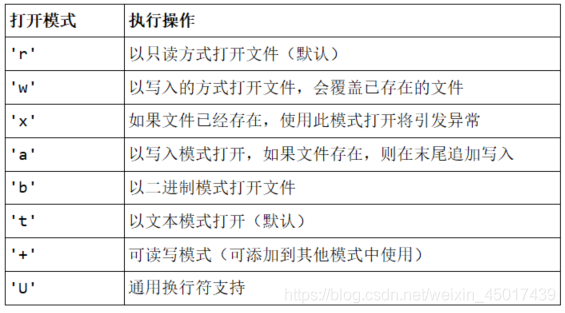 打开模式 执行操作
'r' 以只读方式打开文件（默认）
'w' 以写入的方式打开文件，会覆盖已存在的文件
'x' 如果文件已经存在，使用此模式打开将引发异常
'a' 以写入模式打开，如果文件存在，则在末尾追加写入
'b' 以二进制模式打开文件
't' 以文本模式打开（默认）
'+' 可读写模式（可添加到其他模式中使用）
'U' 通用换行符支持
https://blog.csdn.net/weixin_45017439